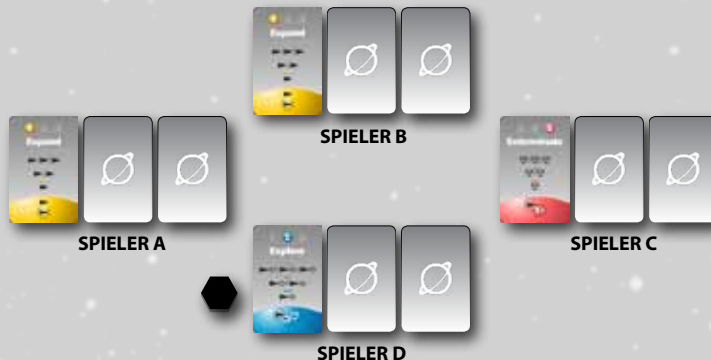 Expand
SPIELER B
Expand
Exterminate
SPIELER A
SPIELER C
Explore
SPIELER D